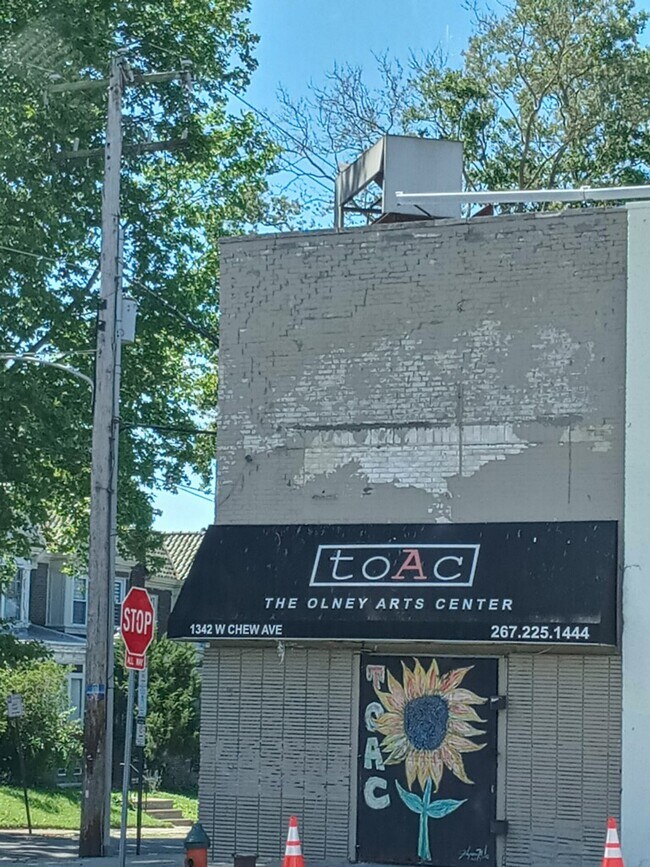 toAc
THE OLNEY ARTS CENTER
1342 W CHEW AVE
267.225.1444
STOP
ALL WAY
TOAC